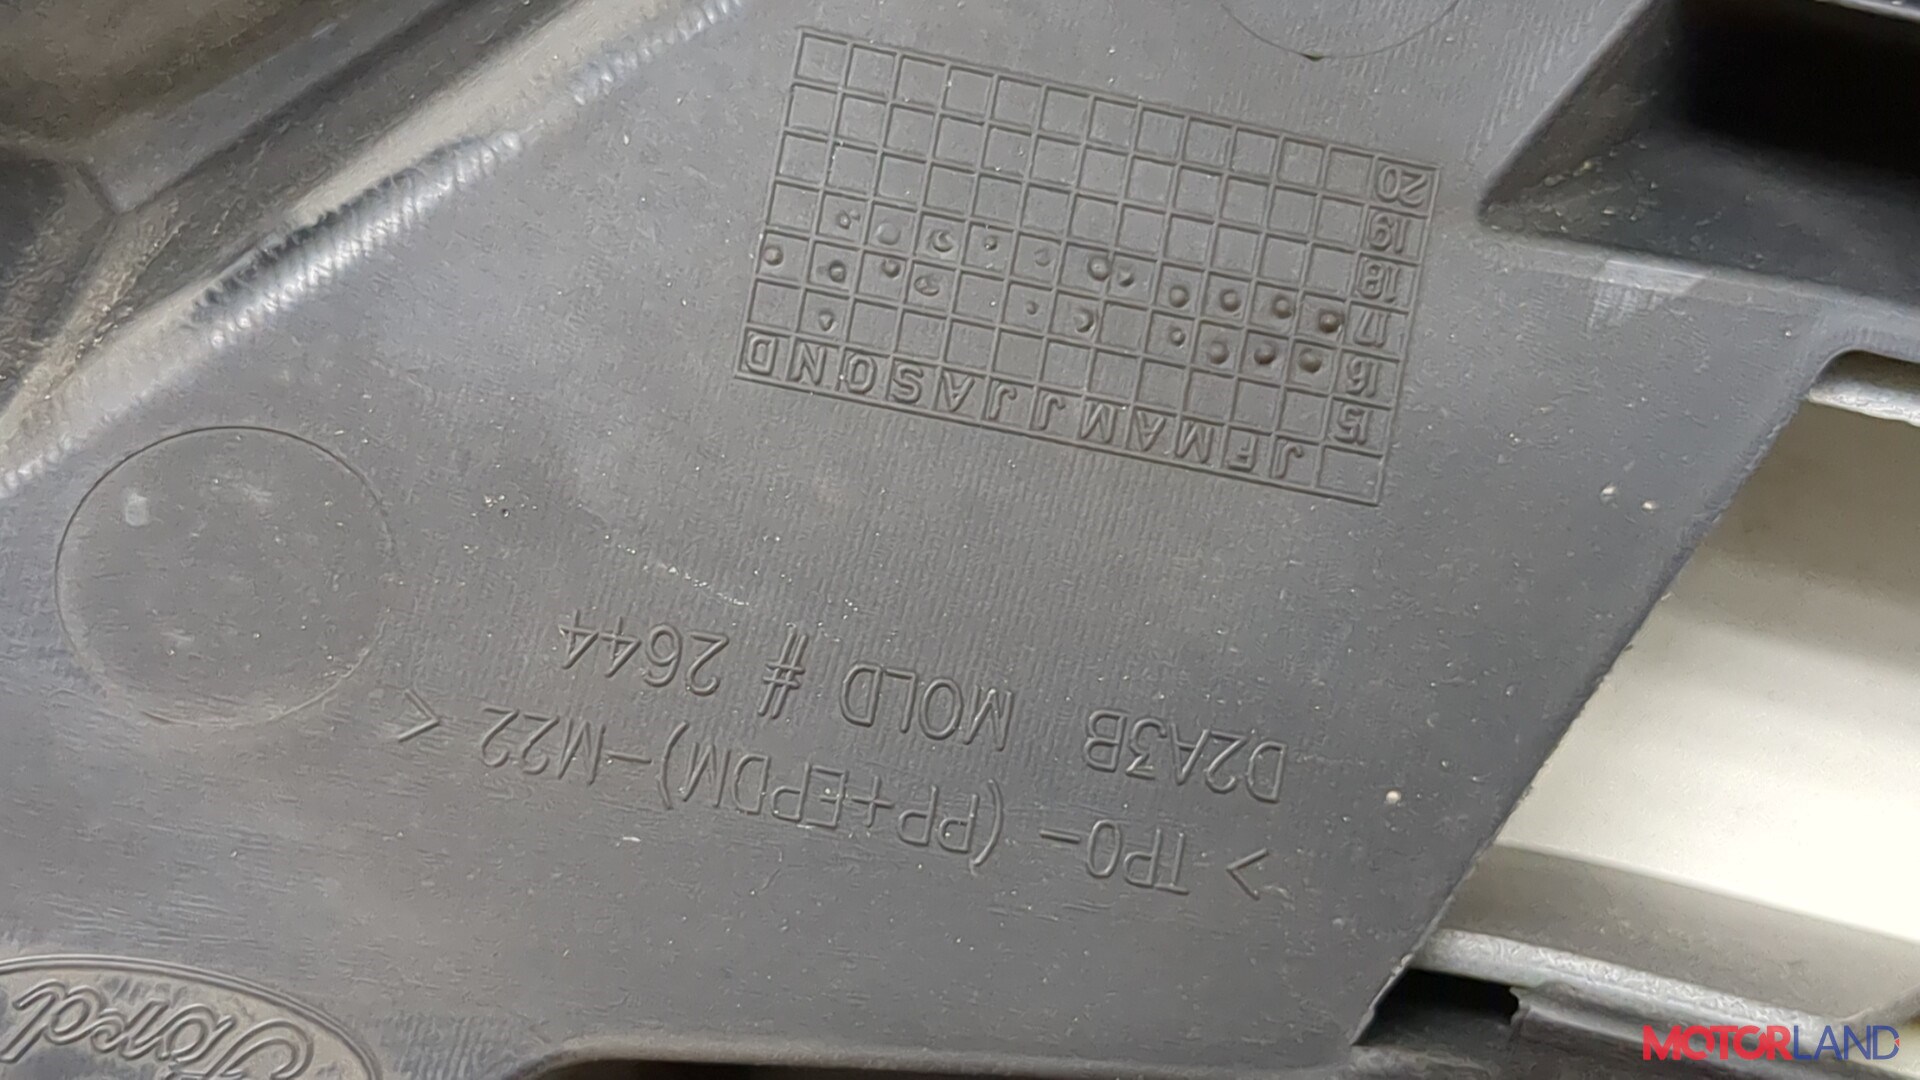 Ford
> TPO- (PP+EPDM)-M22 <
D2A3B MOLD # 2644
J F M A M J J A S O N D
15
16
17
18
19
20
MOTORLAND